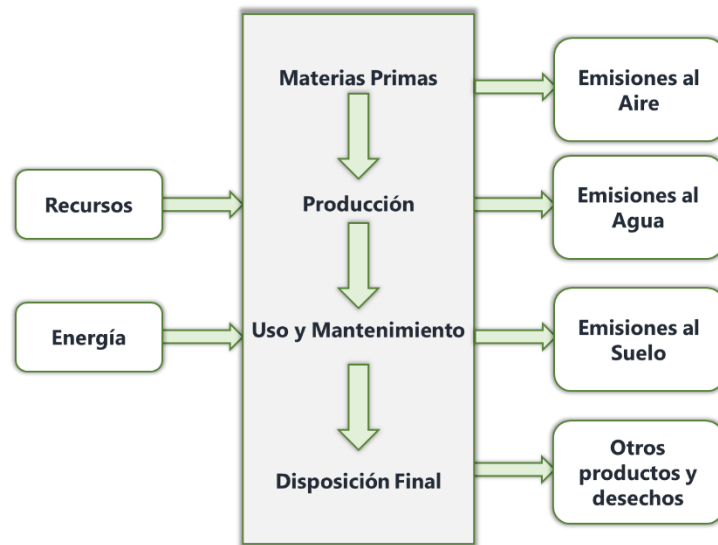 Materias Primas
Emisiones al
Aire
Recursos
Producción
Emisiones al
Agua
Energía
Uso y Mantenimiento
Emisiones al
Suelo
Disposición Final
Otros
productos y
desechos